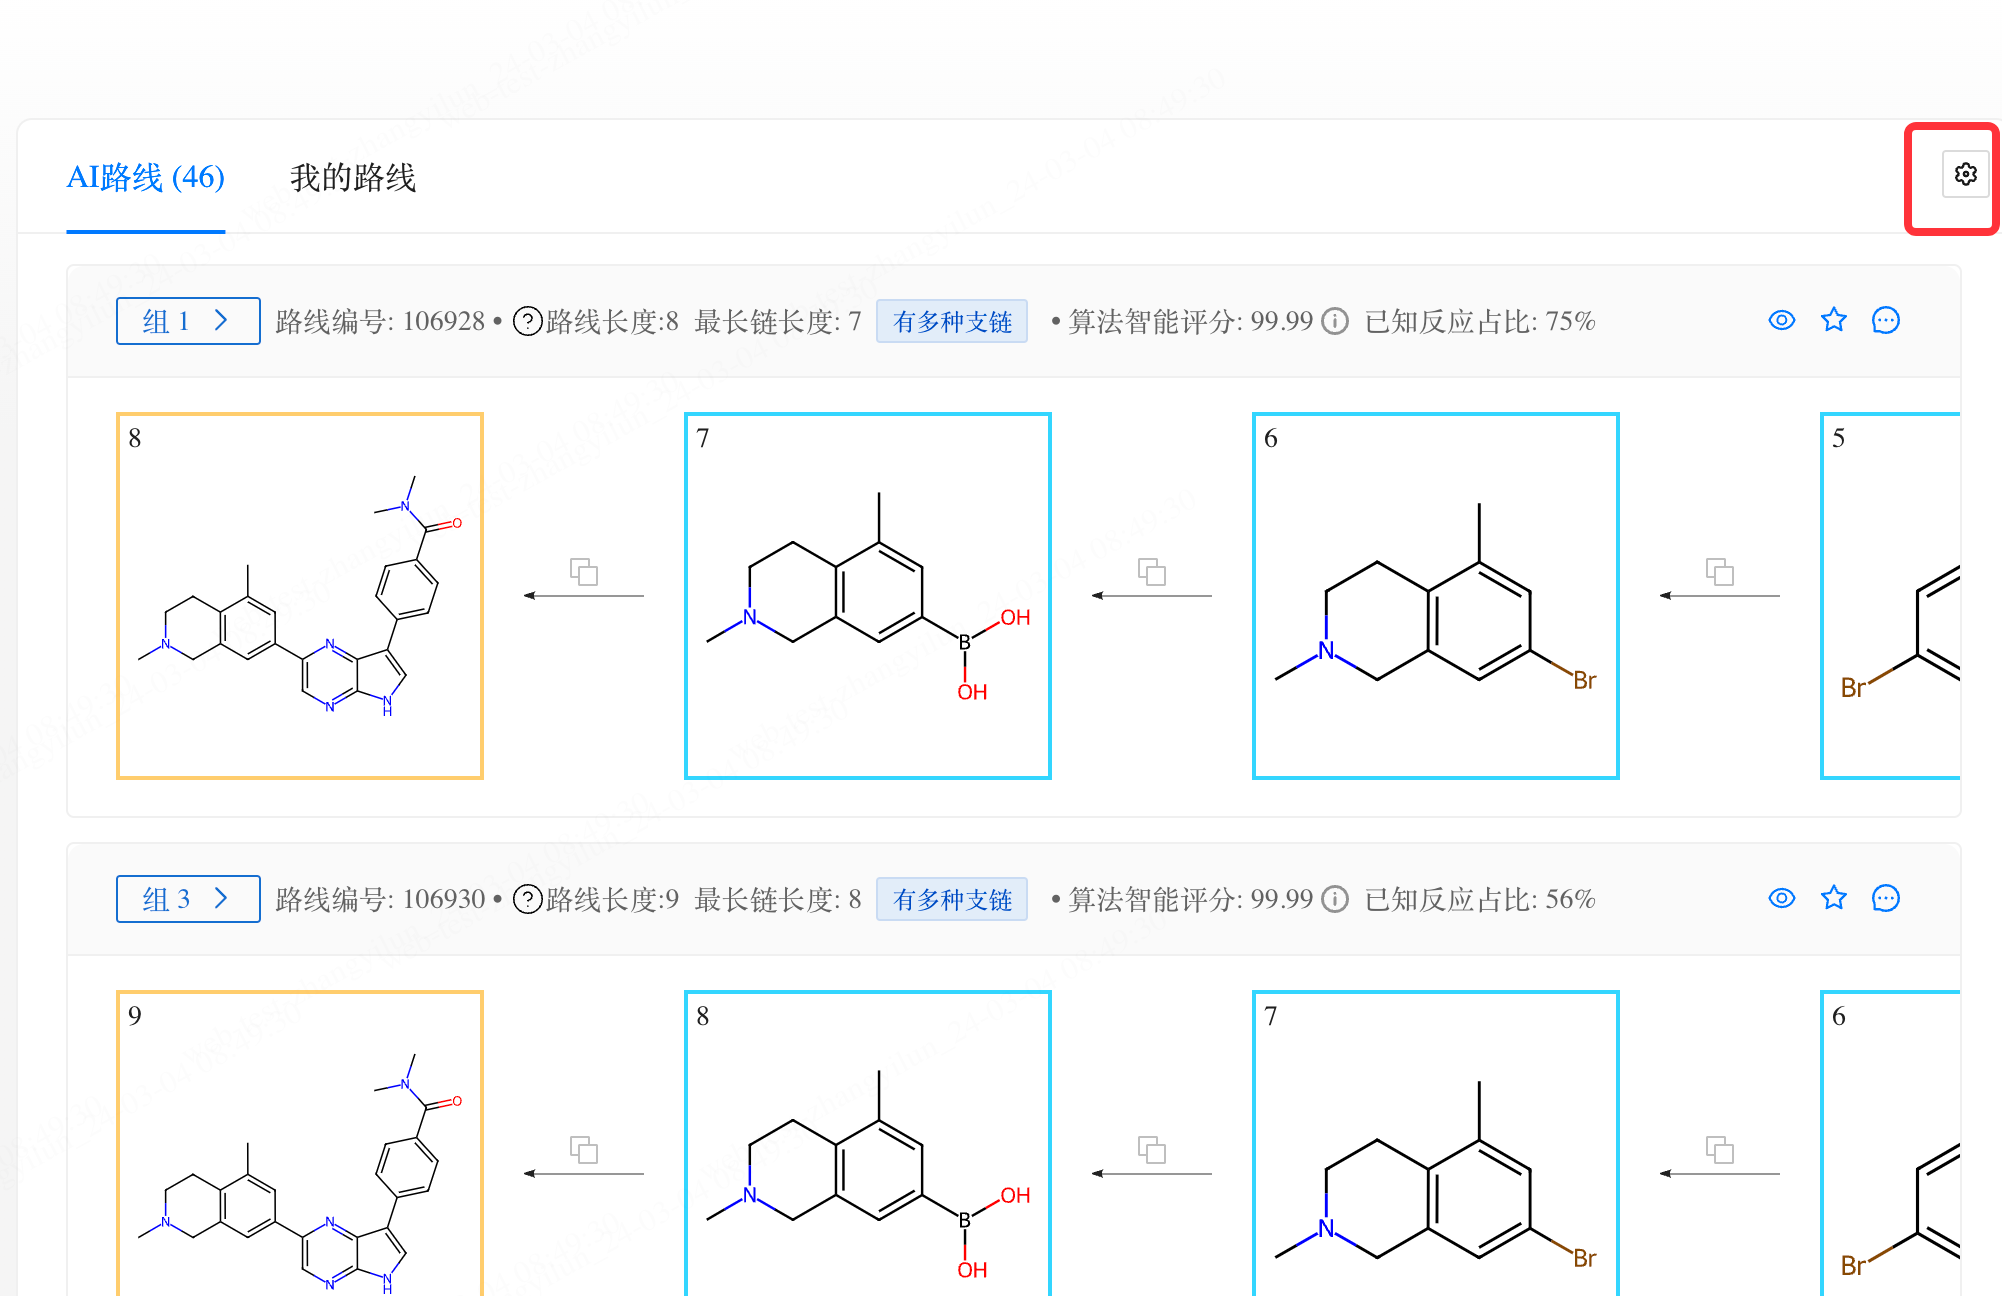 AI路线 (46) 我的路线
组 1 路线编号: 106928 • ?路线长度:8 最长链长度: 7 有多种支链 • 算法智能评分: 99.99 已知反应占比: 75%
8 7 6 5
N O
N N N H
N B OH OH
N Br
Br
组 3 路线编号: 106930 • ?路线长度:9 最长链长度: 8 有多种支链 • 算法智能评分: 99.99 已知反应占比: 56%
9 8 7 6
N O
N N N N H
N B OH OH
N Br
Br